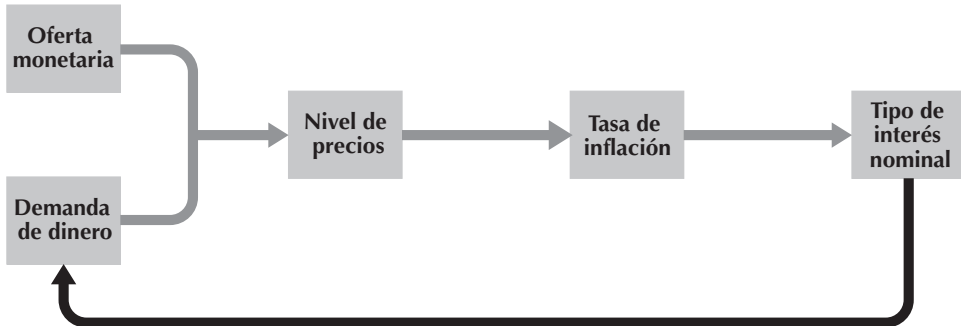 Oferta
monetaria
Demanda
de dinero
Nivel de
precios
Tasa de
inflación
Tipo de
interés
nominal